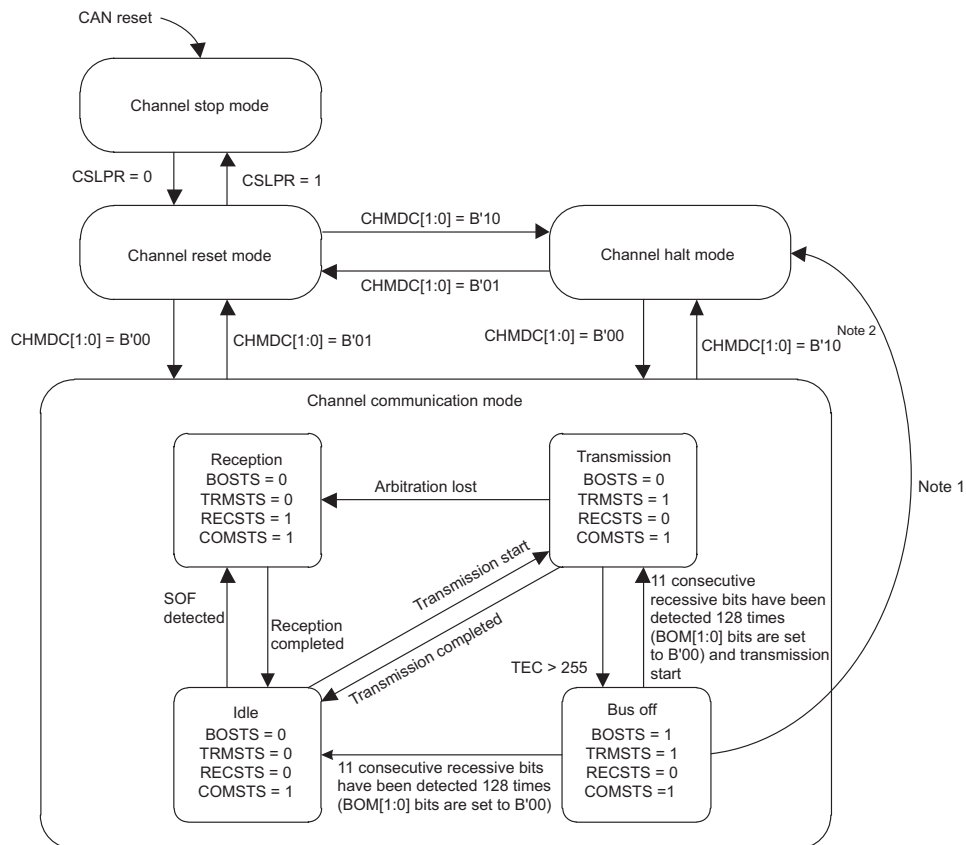 CAN reset
Channel stop mode
CSLPR = 0
CSLPR = 1
Channel reset mode
CHMDC[1:0] = B'10
CHMDC[1:0] = B'01
Channel halt mode
CHMDC[1:0] = B'00
CHMDC[1:0] = B'01
CHMDC[1:0] = B'00
CHMDC[1:0] = B'10 Note 2
Note 1
Channel communication mode
Reception
BOSTS = 0
TRMSTS = 0
RECSTS = 1
COMSTS = 1
Arbitration lost
Transmission
BOSTS = 0
TRMSTS = 1
RECSTS = 0
COMSTS = 1
SOF
detected
Reception
completed
Transmission start
Transmission completed
TEC > 255
11 consecutive
recessive bits have been
detected 128 times
(BOM[1:0] bits are set
to B'00) and transmission
start
Idle
BOSTS = 0
TRMSTS = 0
RECSTS = 0
COMSTS = 1
11 consecutive recessive bits
have been detected 128 times
(BOM[1:0] bits are set to B'00)
Bus off
BOSTS = 1
TRMSTS = 1
RECSTS = 0
COMSTS =1